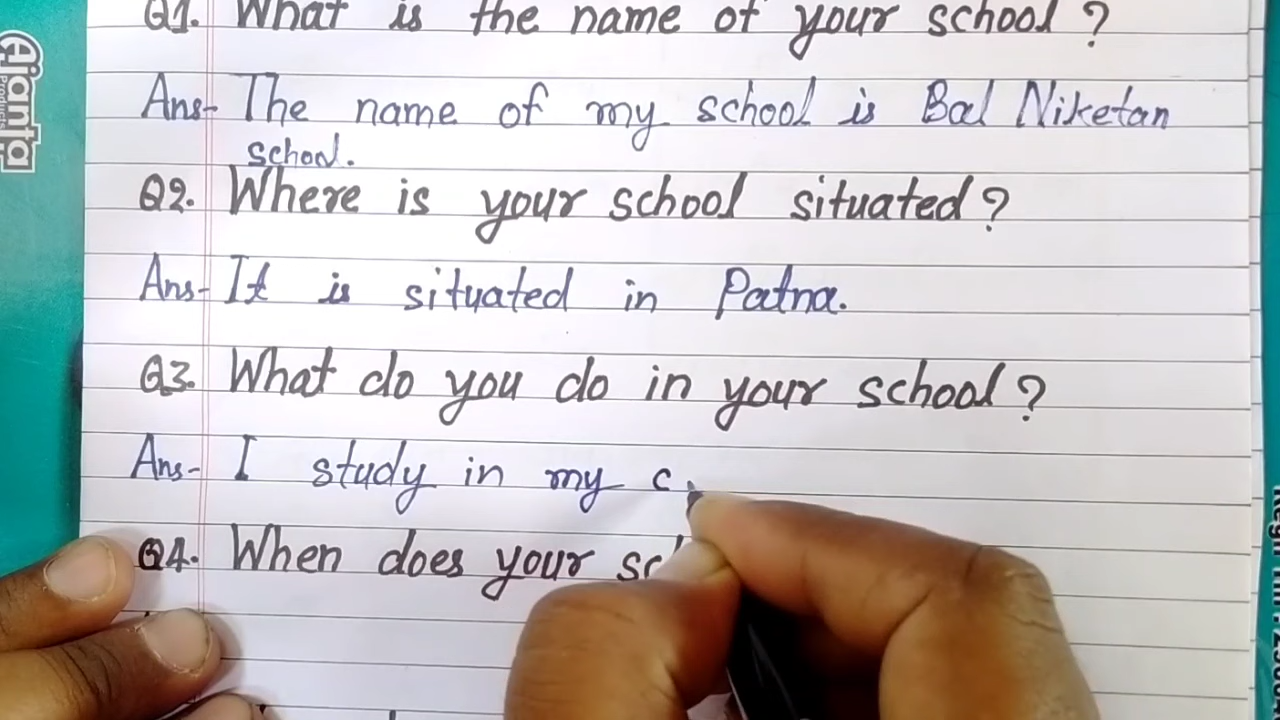 Q1. What is the name of your school?
Ans- The name of my school is Bal Niketan
school.
Q2. Where is your school situated?
Ans- It is situated in Patna.
Q3. What do you do in your school?
Ans- I study in my
Q4. When does your
Ajanta
Products